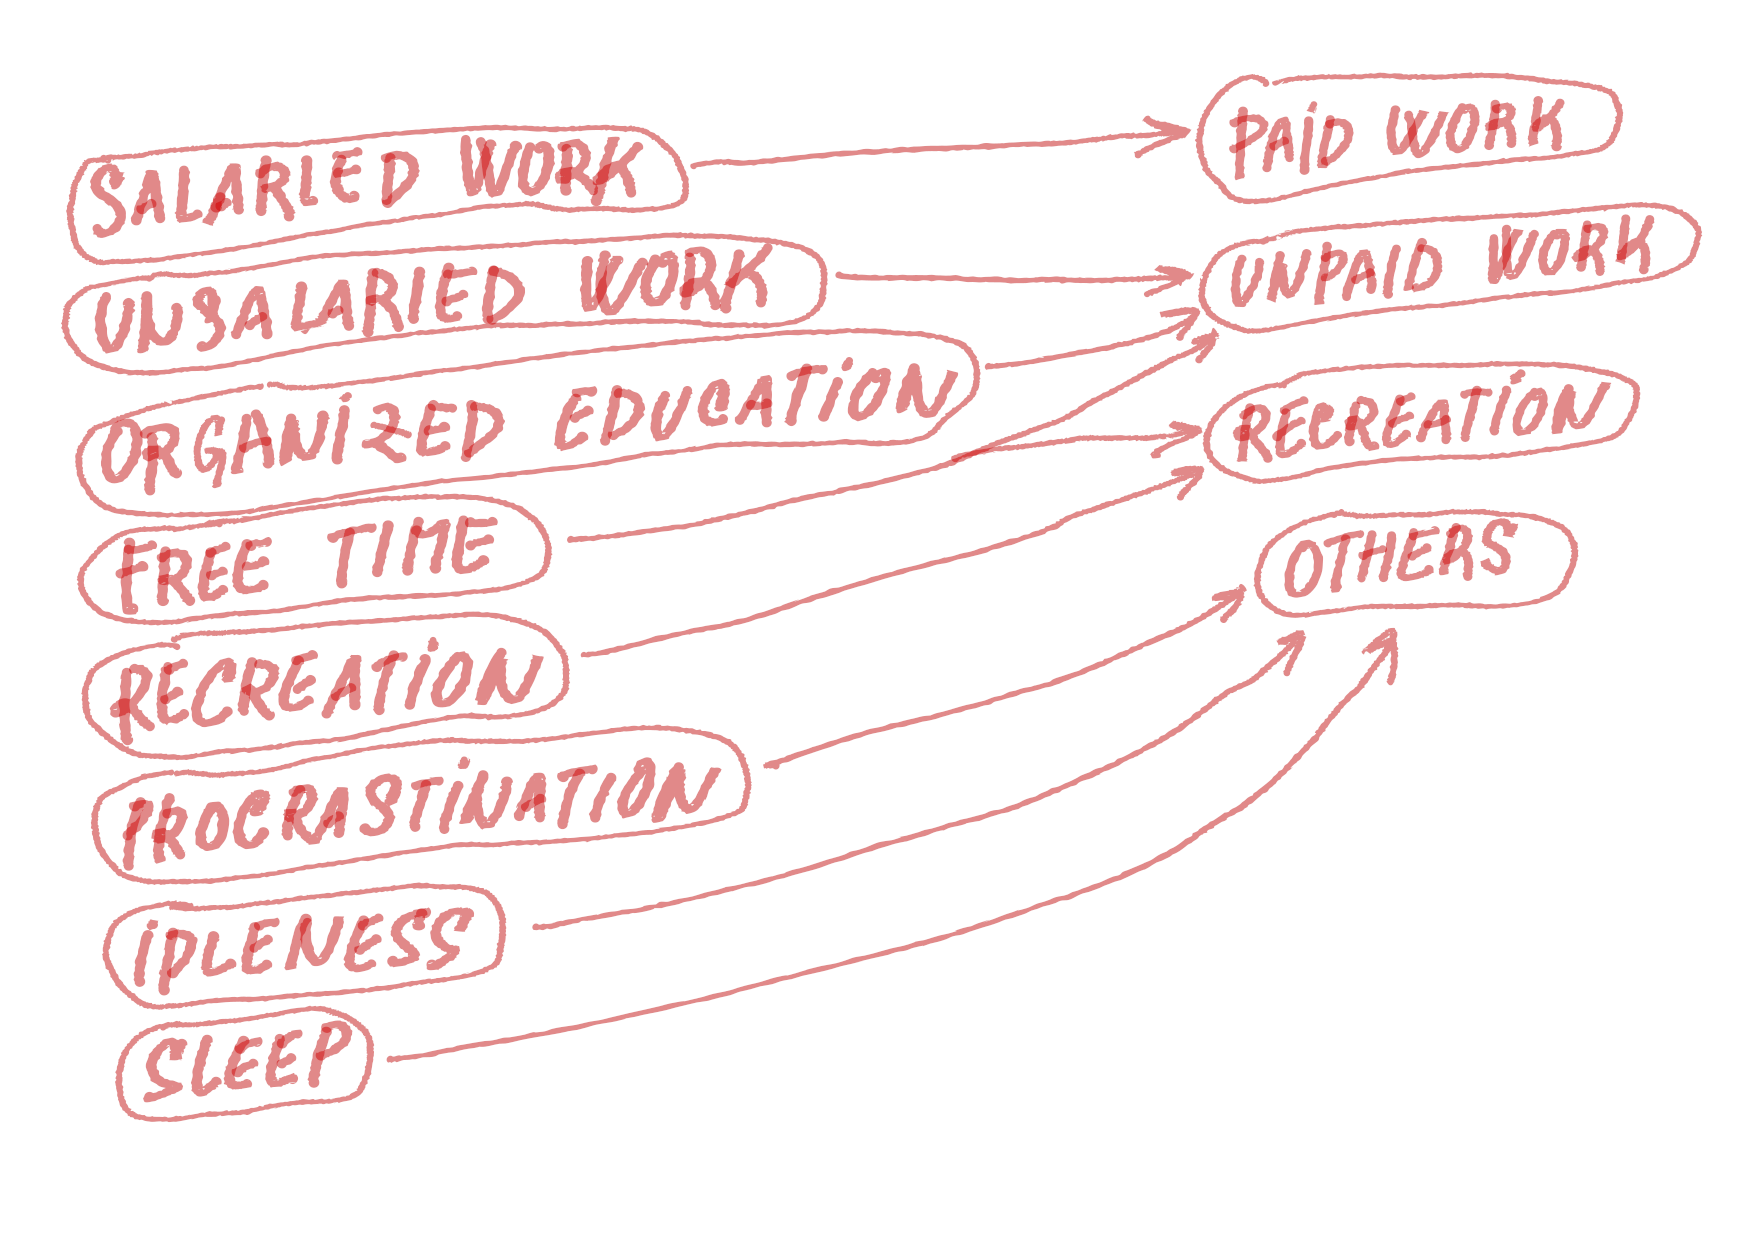 SALARIED WORK
UNSALARIED WORK
ORGANIZED EDUCATION
FREE TIME
RECREATION
PROCRASTINATION
IDLENESS
SLEEP
PAID WORK
UNPAID WORK
RECREATION
OTHERS